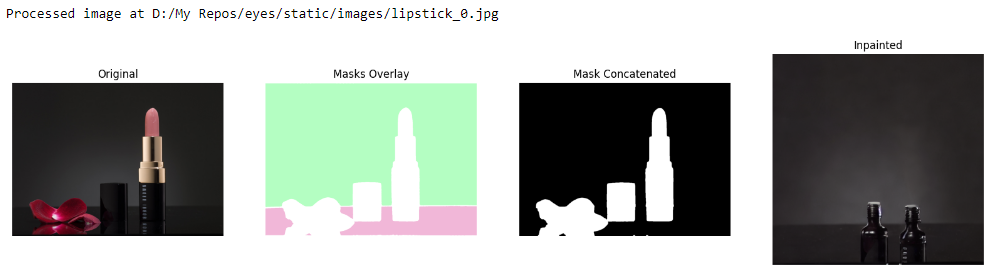 Processed image at D:/My Repos/eyes/static/images/lipstick_0.jpg
Original
Masks Overlay
Mask Concatenated
Inpainted